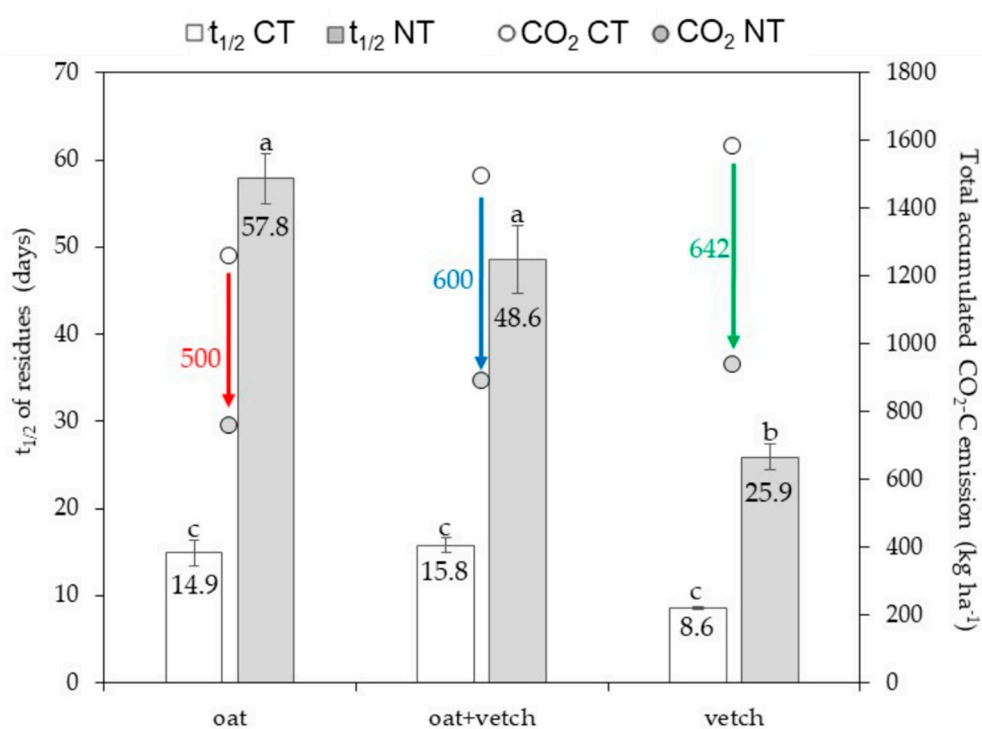 t1/2 CT t1/2 NT CO2 CT CO2 NT
70
60
50
40
30
20
10
0
t1/2 of residues (days)
1800
1600
1400
1200
1000
800
600
400
200
0
Total accumulated CO2-C emission (kg ha-1)
a
57.8
500
c
14.9
a
48.6
600
c
15.8
642
b
25.9
c
8.6
oat oat+vetch vetch